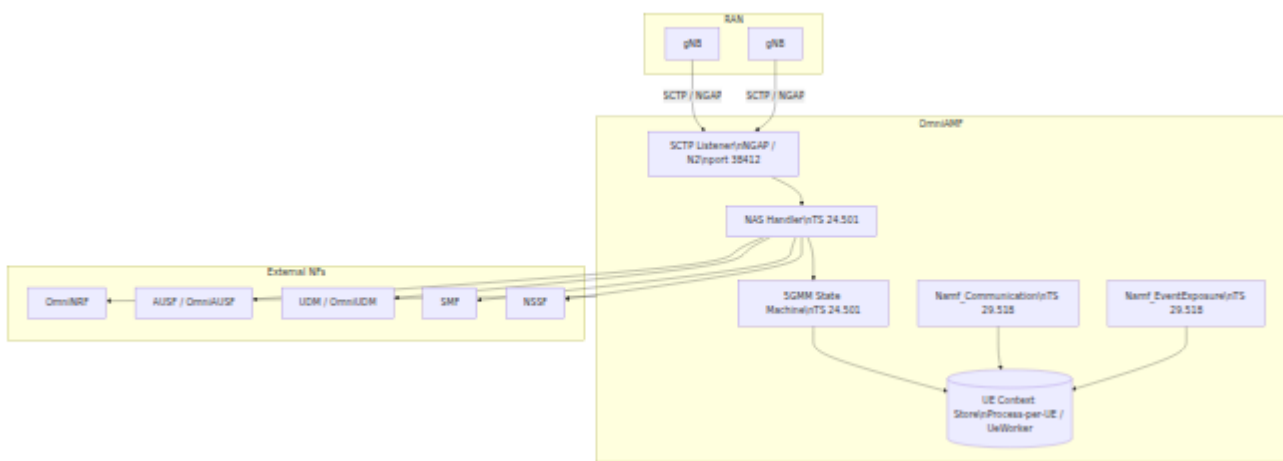 RAN
gNB
gNB
SCTP / NGAP
SCTP / NGAP
OmniAMF
SCTP Listener\nNGAP /
N2\nport 38412
NAS Handler\nTS 24.501
External NFs
OmniNRF
AUSF / OmniAUSF
UDM / OmniUDM
SMF
NSSF
5GMM State
Machine\nTS 24.501
Namf_Communication\nTS
29.518
Namf_EventExposure\nTS
29.518
UE Context
Store\nProcess-per-UE /
UeWorker